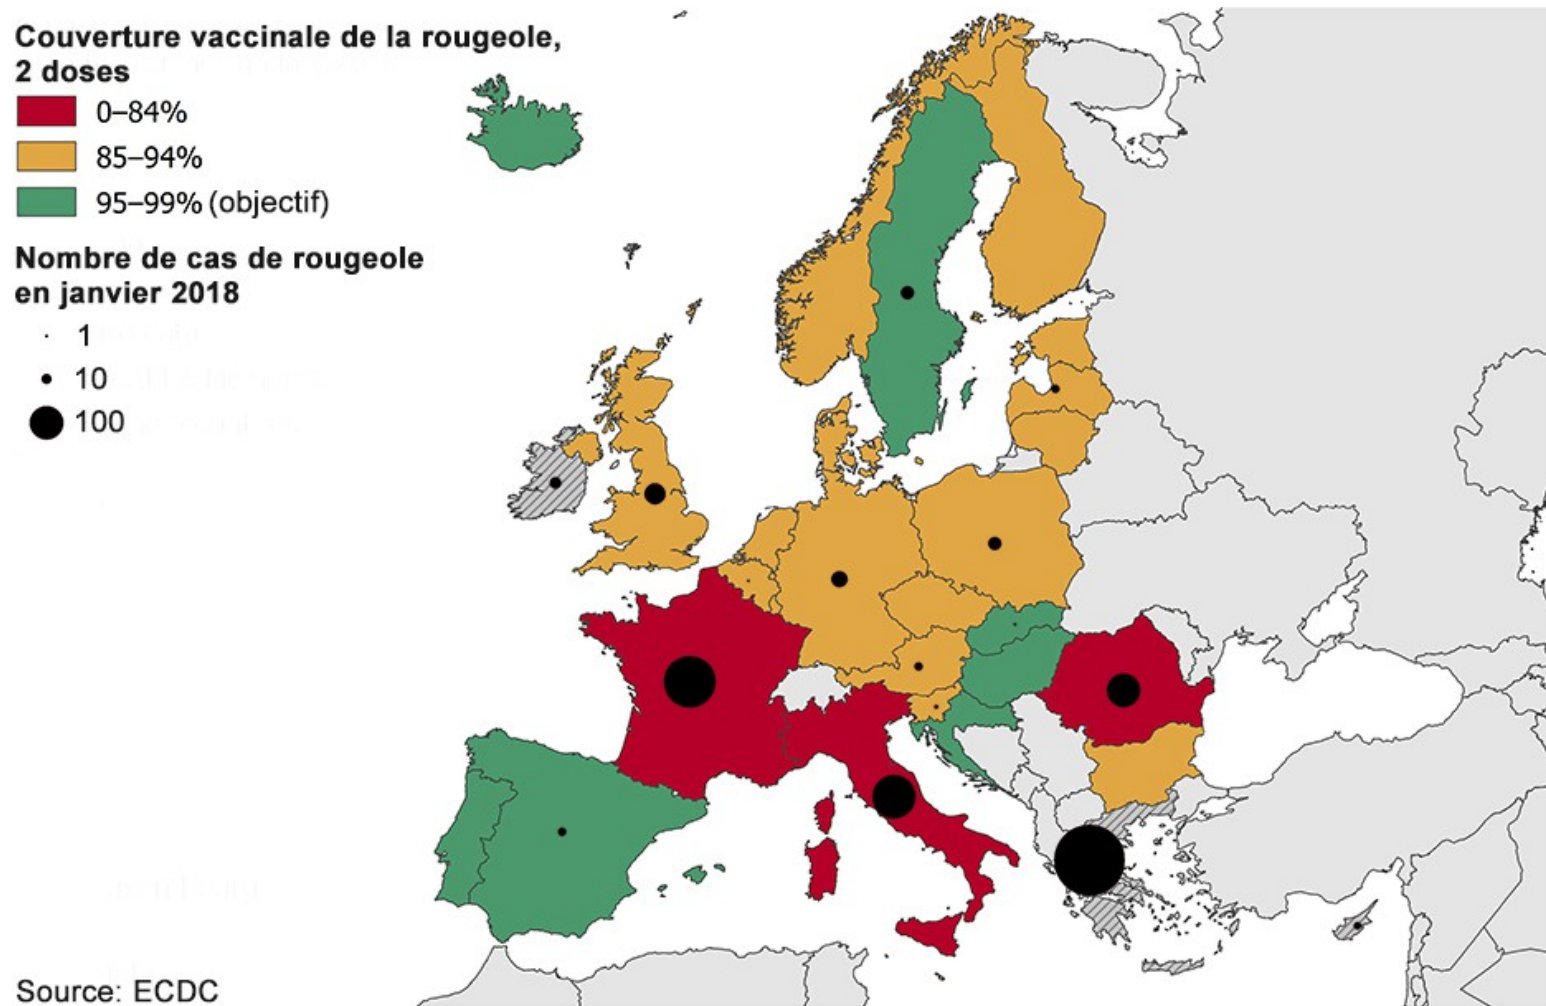 Couverture vaccinale de la rougeole,
2 doses
0–84%
85–94%
95–99% (objectif)
Nombre de cas de rougeole
en janvier 2018
1
10
100
Source: ECDC